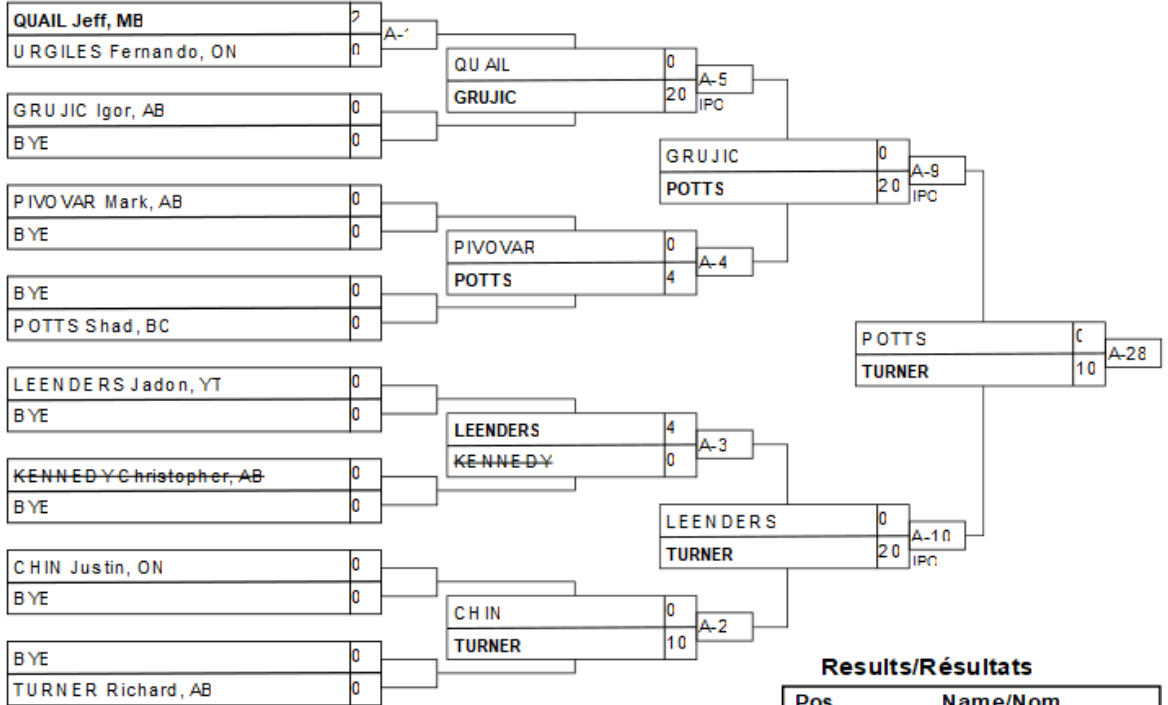 QUAIL Jeff, MB 2
A-1
URGILES Fernando, ON 0
GRUJIC Igor, AB 0
BYE 0
PIVOVAR Mark, AB 0
BYE 0
BYE 0
POTTS Shad, BC 0
LEENDERS Jadon, YT 0
BYE 0
KENNEDY Christopher, AB 0
BYE 0
CHIN Justin, ON 0
BYE 0
BYE 0
TURNER Richard, AB 0
QUAIL 0
A-5
GRUJIC 20
IPO
PIVOVAR 0
A-4
POTTS 4
LEENDERS 4
A-3
KENNEDY 0
CHIN 0
A-2
TURNER 10
GRUJIC 0
A-9
POTTS 20
IPO
LEENDERS 0
A-10
TURNER 20
IPO
POTTS 0
A-28
TURNER 10
Results/Résultats
Pos Name/Nom